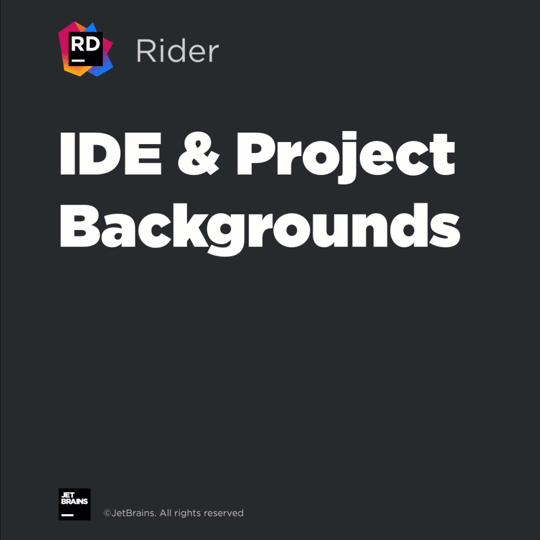 RD
Rider
IDE & Project
Backgrounds
JET
BRAINS
©JetBrains. All rights reserved